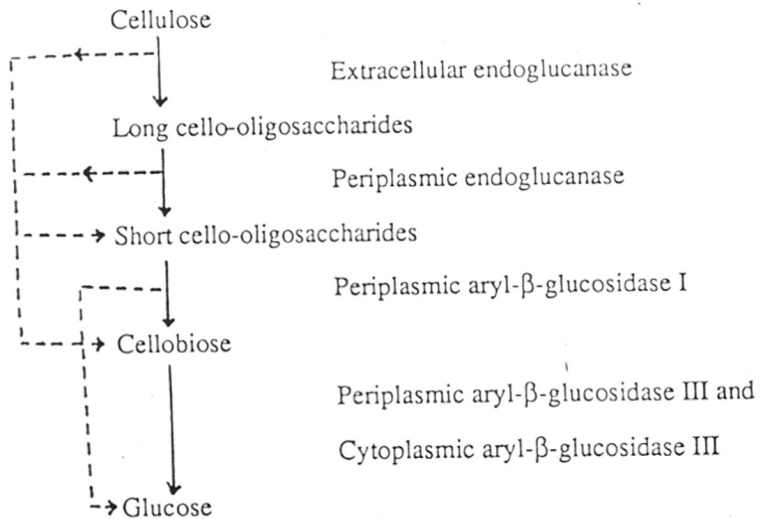 Cellulose
Extracellular endoglucanase
Long cello-oligosaccharides
Periplasmic endoglucanase
Short cello-oligosaccharides
Periplasmic aryl-β-glucosidase I
Cellobiose
Periplasmic aryl-β-glucosidase III and
Cytoplasmic aryl-β-glucosidase III
Glucose